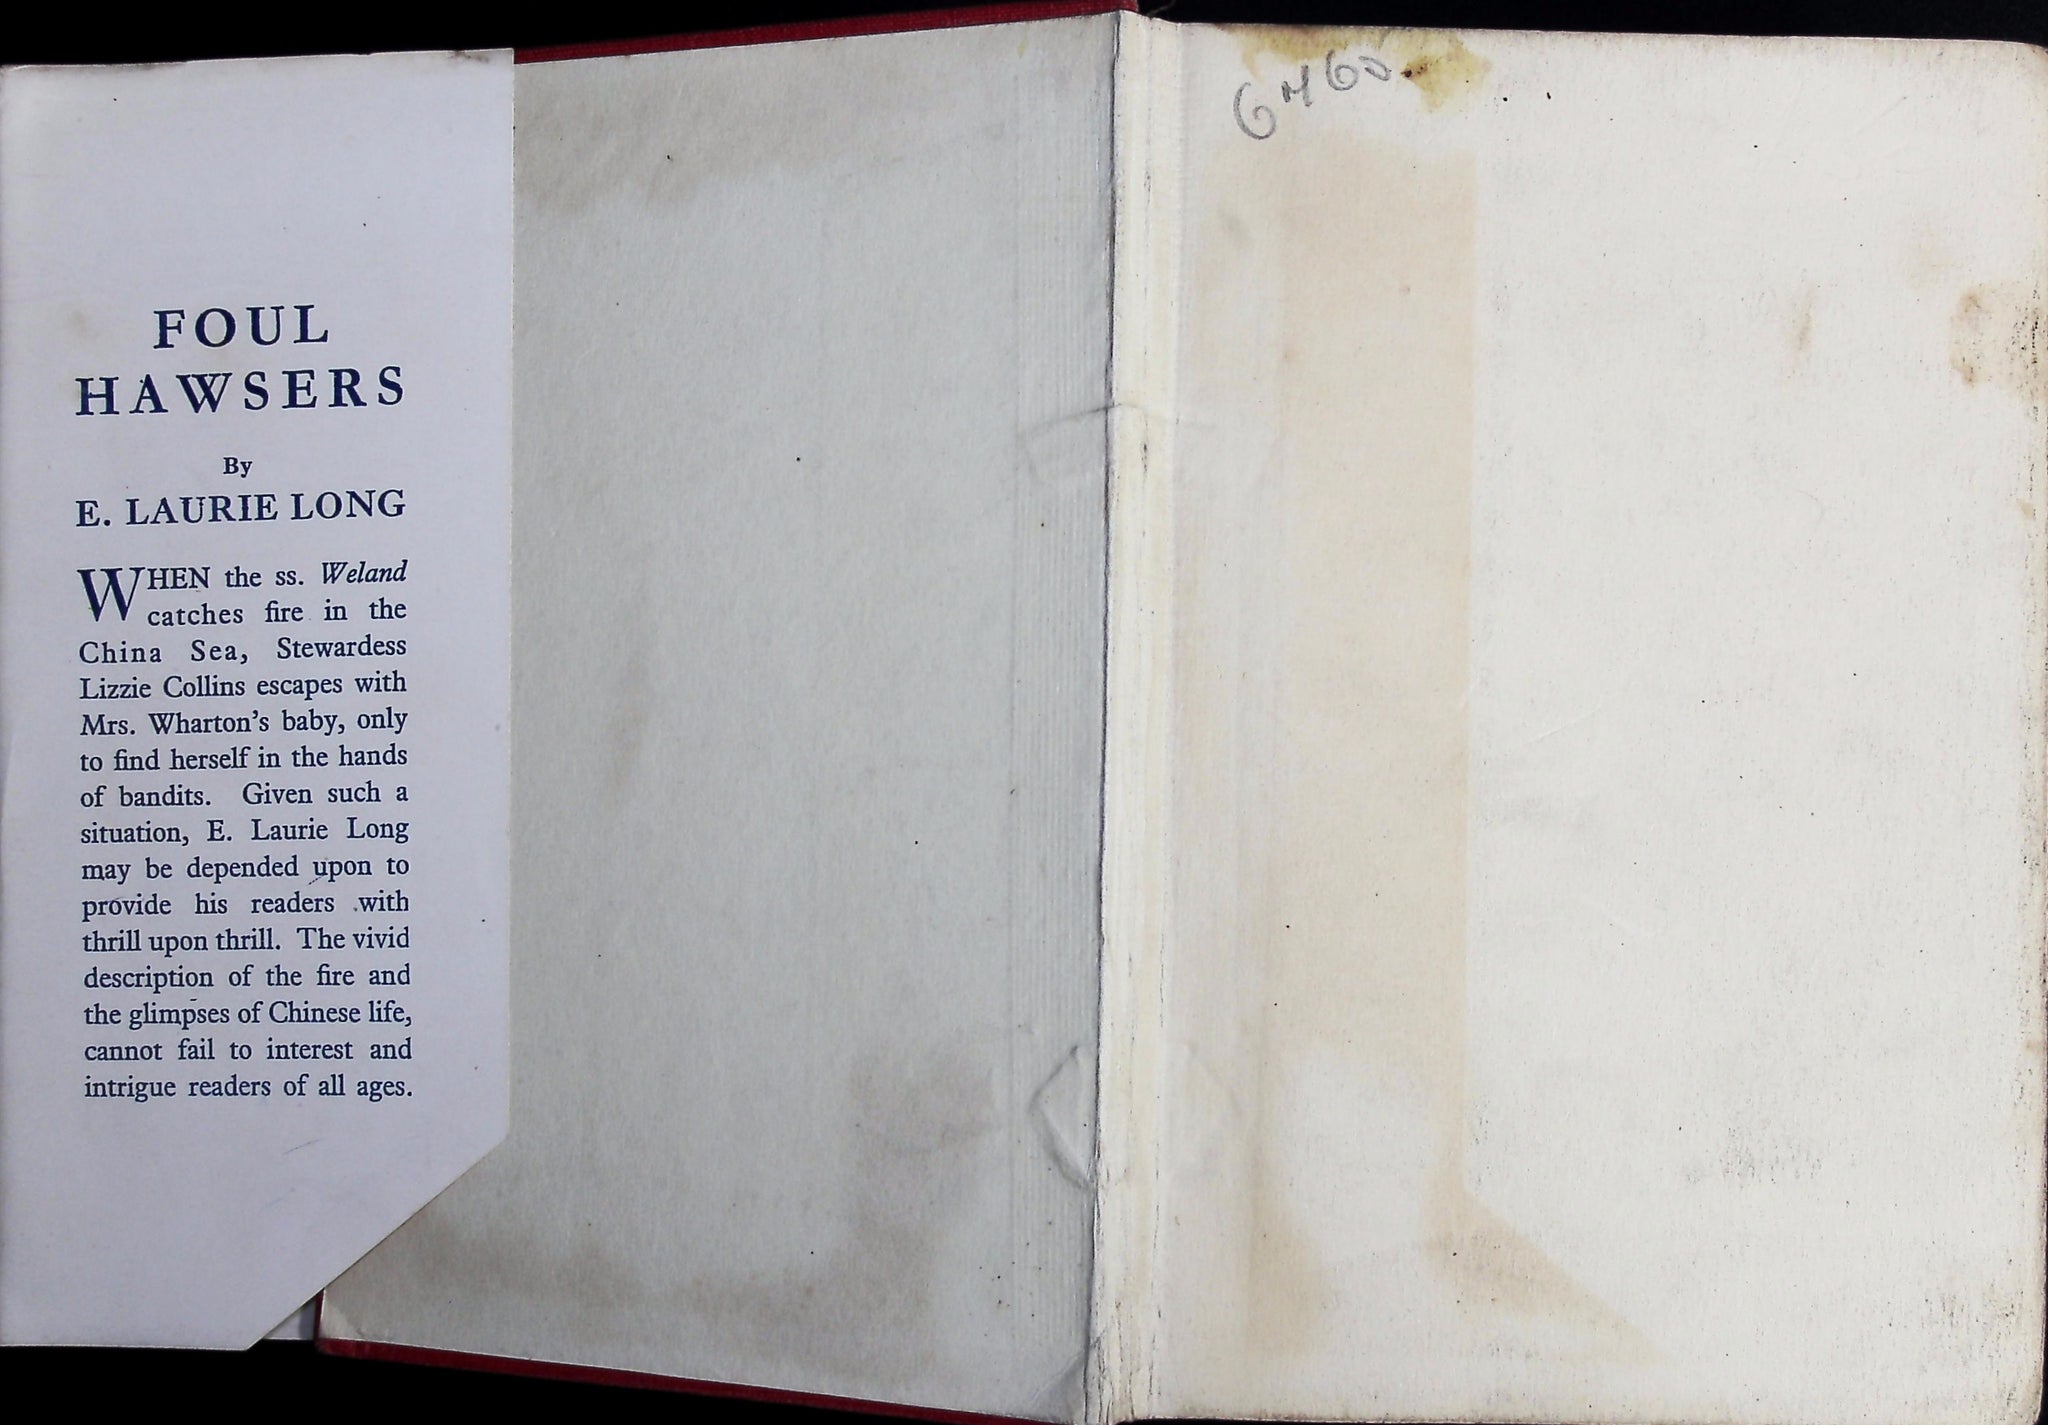 FOUL
HAWSERS
By
E. LAURIE LONG
WHEN the ss. Weland
catches fire in the
China Sea, Stewardess
Lizzie Collins escapes with
Mrs. Wharton's baby, only
to find herself in the hands
of bandits. Given such a
situation, E. Laurie Long
may be depended upon to
provide his readers with
thrill upon thrill. The vivid
description of the fire and
the glimpses of Chinese life,
cannot fail to interest and
intrigue readers of all ages.